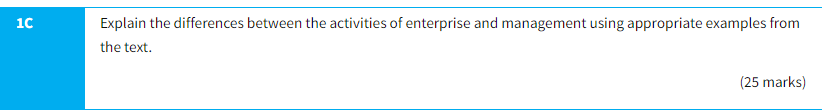 1C
Explain the differences between the activities of enterprise and management using appropriate examples from
the text.
(25 marks)